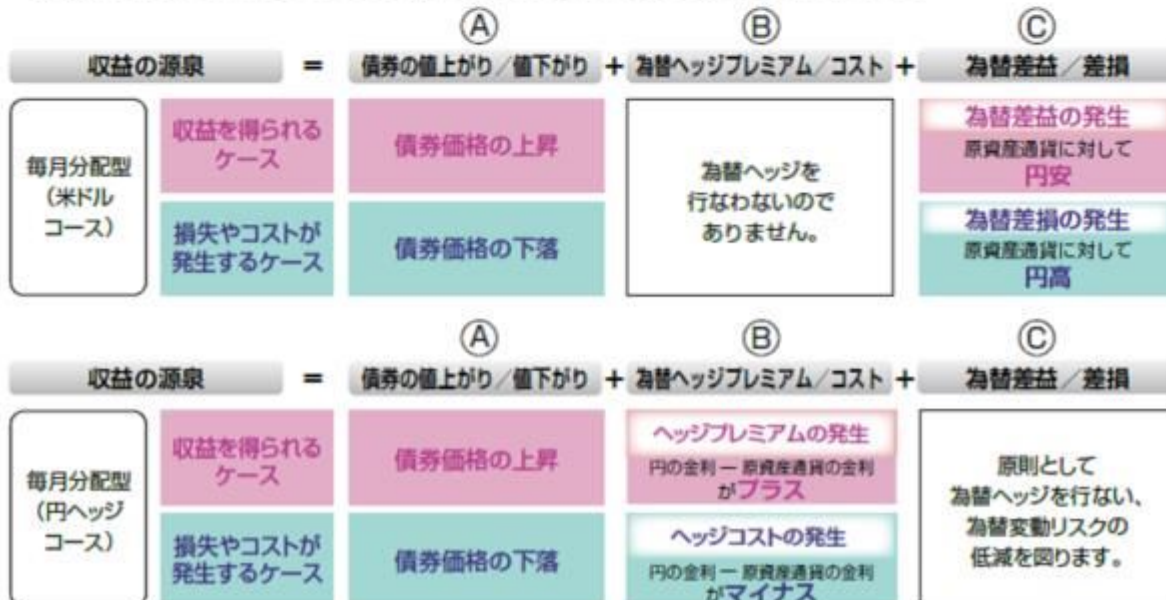 Ⓐ Ⓑ Ⓒ
収益の源泉 = 債券の値上がり/値下がり + 為替ヘッジプレミアム/コスト + 為替差益/差損
毎月分配型
(米ドル
コース)
収益を得られる
ケース
債券価格の上昇
為替ヘッジを
行なわないので
ありません。
為替差益の発生
原資産通貨に対して
円安
損失やコストが
発生するケース
債券価格の下落
為替差損の発生
原資産通貨に対して
円高
Ⓐ Ⓑ Ⓒ
収益の源泉 = 債券の値上がり/値下がり + 為替ヘッジプレミアム/コスト + 為替差益/差損
毎月分配型
(円ヘッジ
コース)
収益を得られる
ケース
債券価格の上昇
ヘッジプレミアムの発生
円の金利 ー 原資産通貨の金利
がプラス
原則として
為替ヘッジを行ない、
為替変動リスクの
低減を図ります。
損失やコストが
発生するケース
債券価格の下落
ヘッジコストの発生
円の金利 ー 原資産通貨の金利
がマイナス